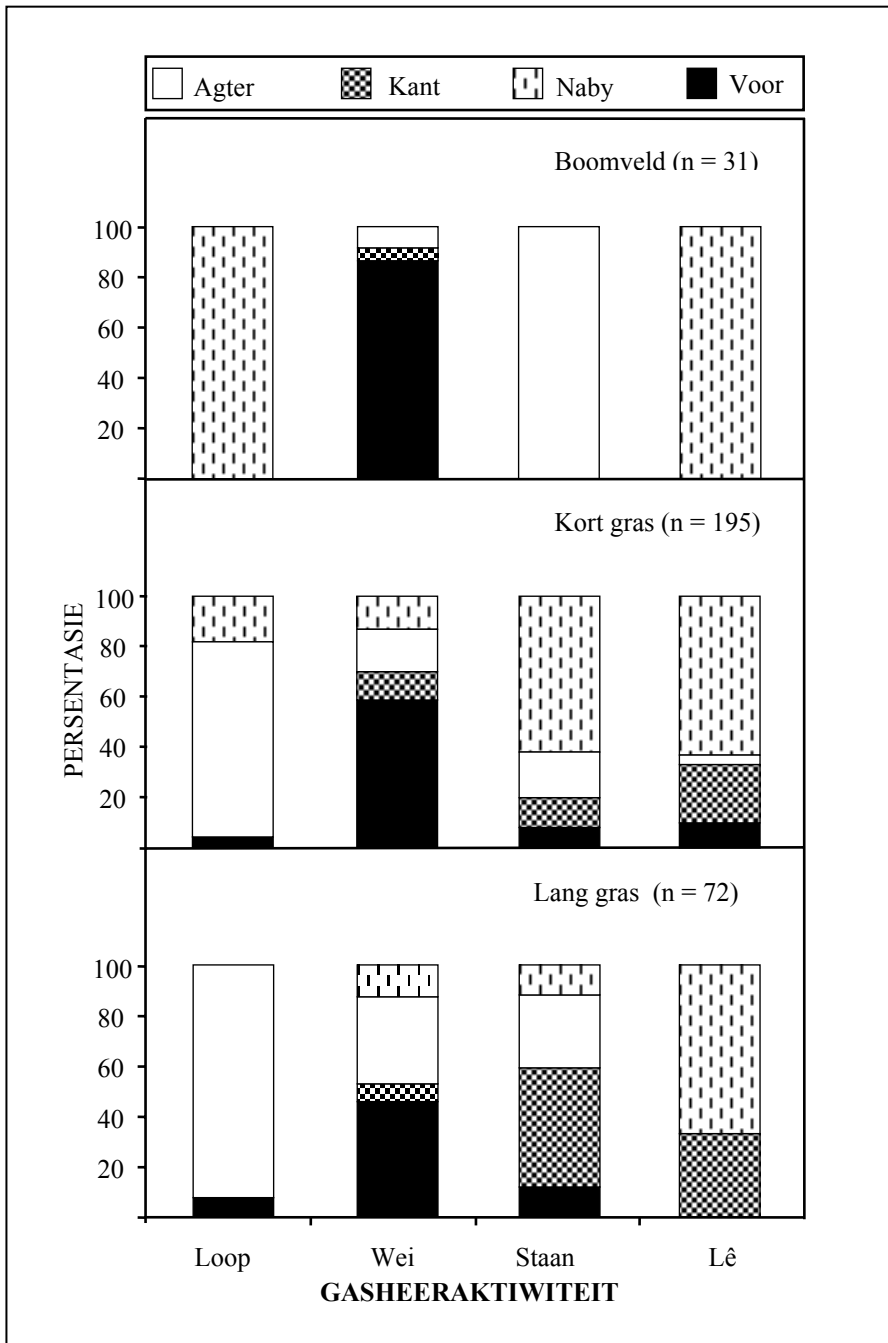 Agter Kant Naby Voor
Boomveld (n = 31)
100
80
60
40
20
Kort gras (n = 195)
100
80
60
40
20
PERSENTASIE
Lang gras (n = 72)
100
80
60
40
20
Loop Wei Staan Lê
GASHEERAKTIWITEIT